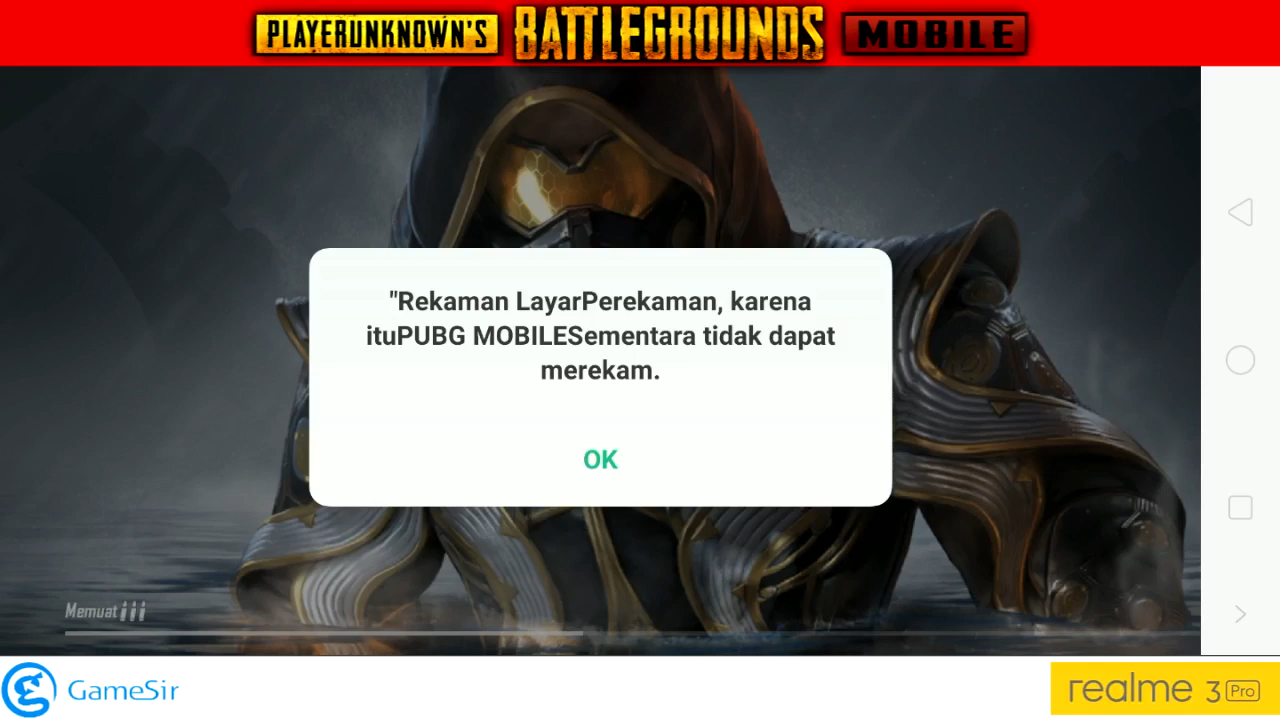 PLAYERUNKNOWN'S BATTLEGROUNDS MOBILE
"Rekaman LayarPerekaman, karena
ituPUBG MOBILESementara tidak dapat
merekam.
OK
Memuat
GameSir
realme 3 Pro